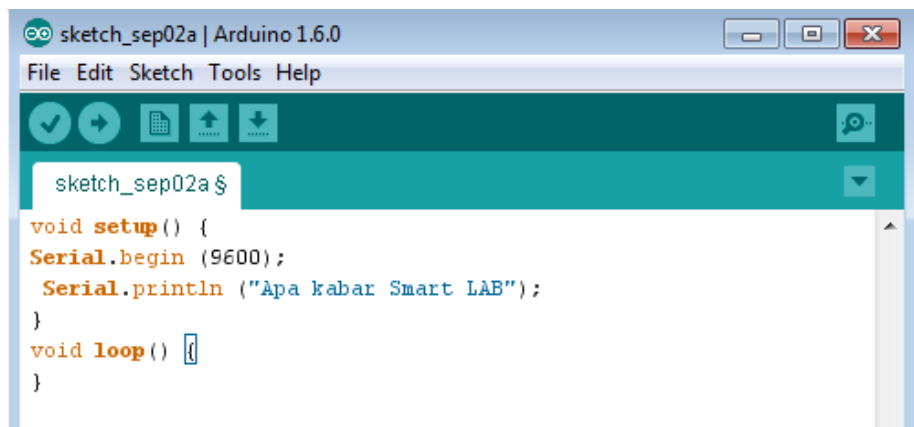 sketch_sep02a | Arduino 1.6.0
File Edit Sketch Tools Help
sketch_sep02a §
void setup() {
Serial.begin (9600);
 Serial.println ("Apa kabar Smart LAB");
}
void loop() {
}